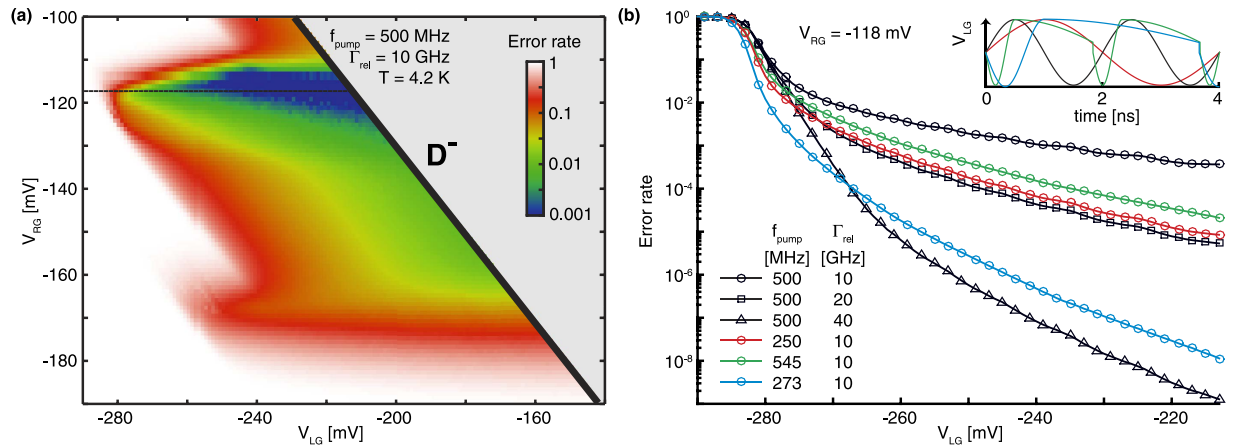 (a)
-100
-120
-140
-160
-180
V_RG [mV]
f_pump = 500 MHz
Γ_rel = 10 GHz
T = 4.2 K
Error rate
1
0.1
0.01
0.001
D⁻
-280
-240
-200
-160
V_LG [mV]
(b)
10⁰
10⁻²
10⁻⁴
10⁻⁶
10⁻⁸
Error rate
V_RG = -118 mV
V_LG
0
2
4
time [ns]
f_pump Γ_rel
[MHz] [GHz]
500 10
500 20
500 40
250 10
545 10
273 10
-280
-260
-240
-220
V_LG [mV]